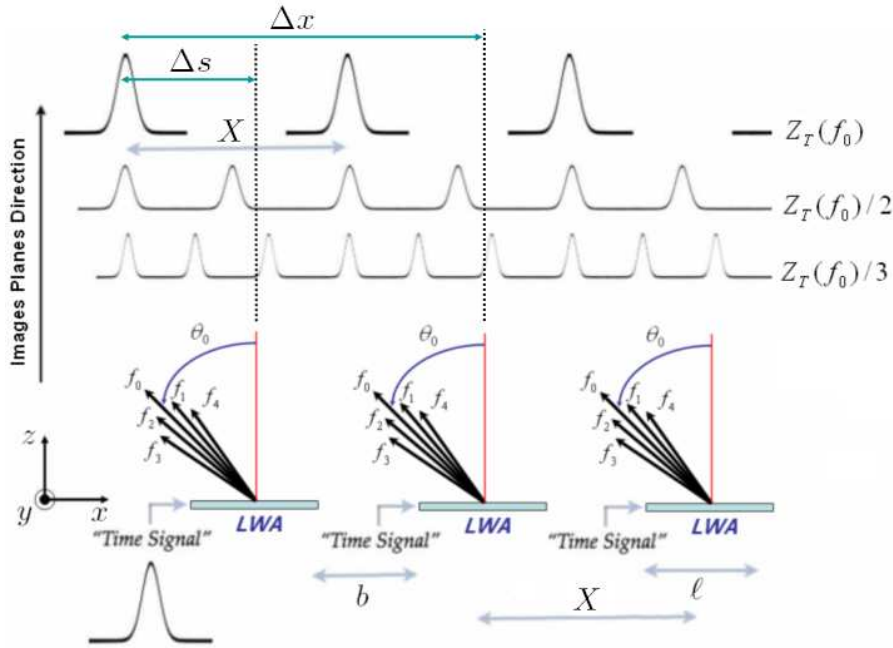 Δx
Δs
X
Z_T(f_0)
Z_T(f_0)/2
Z_T(f_0)/3
Images Planes Direction
θ_0 θ_0 θ_0
f_0 f_1 f_4 f_2 f_3
f_0 f_1 f_4 f_2 f_3
f_0 f_1 f_4 f_2 f_3
z
y x
LWA LWA LWA
"Time Signal" "Time Signal" "Time Signal"
b X ℓ